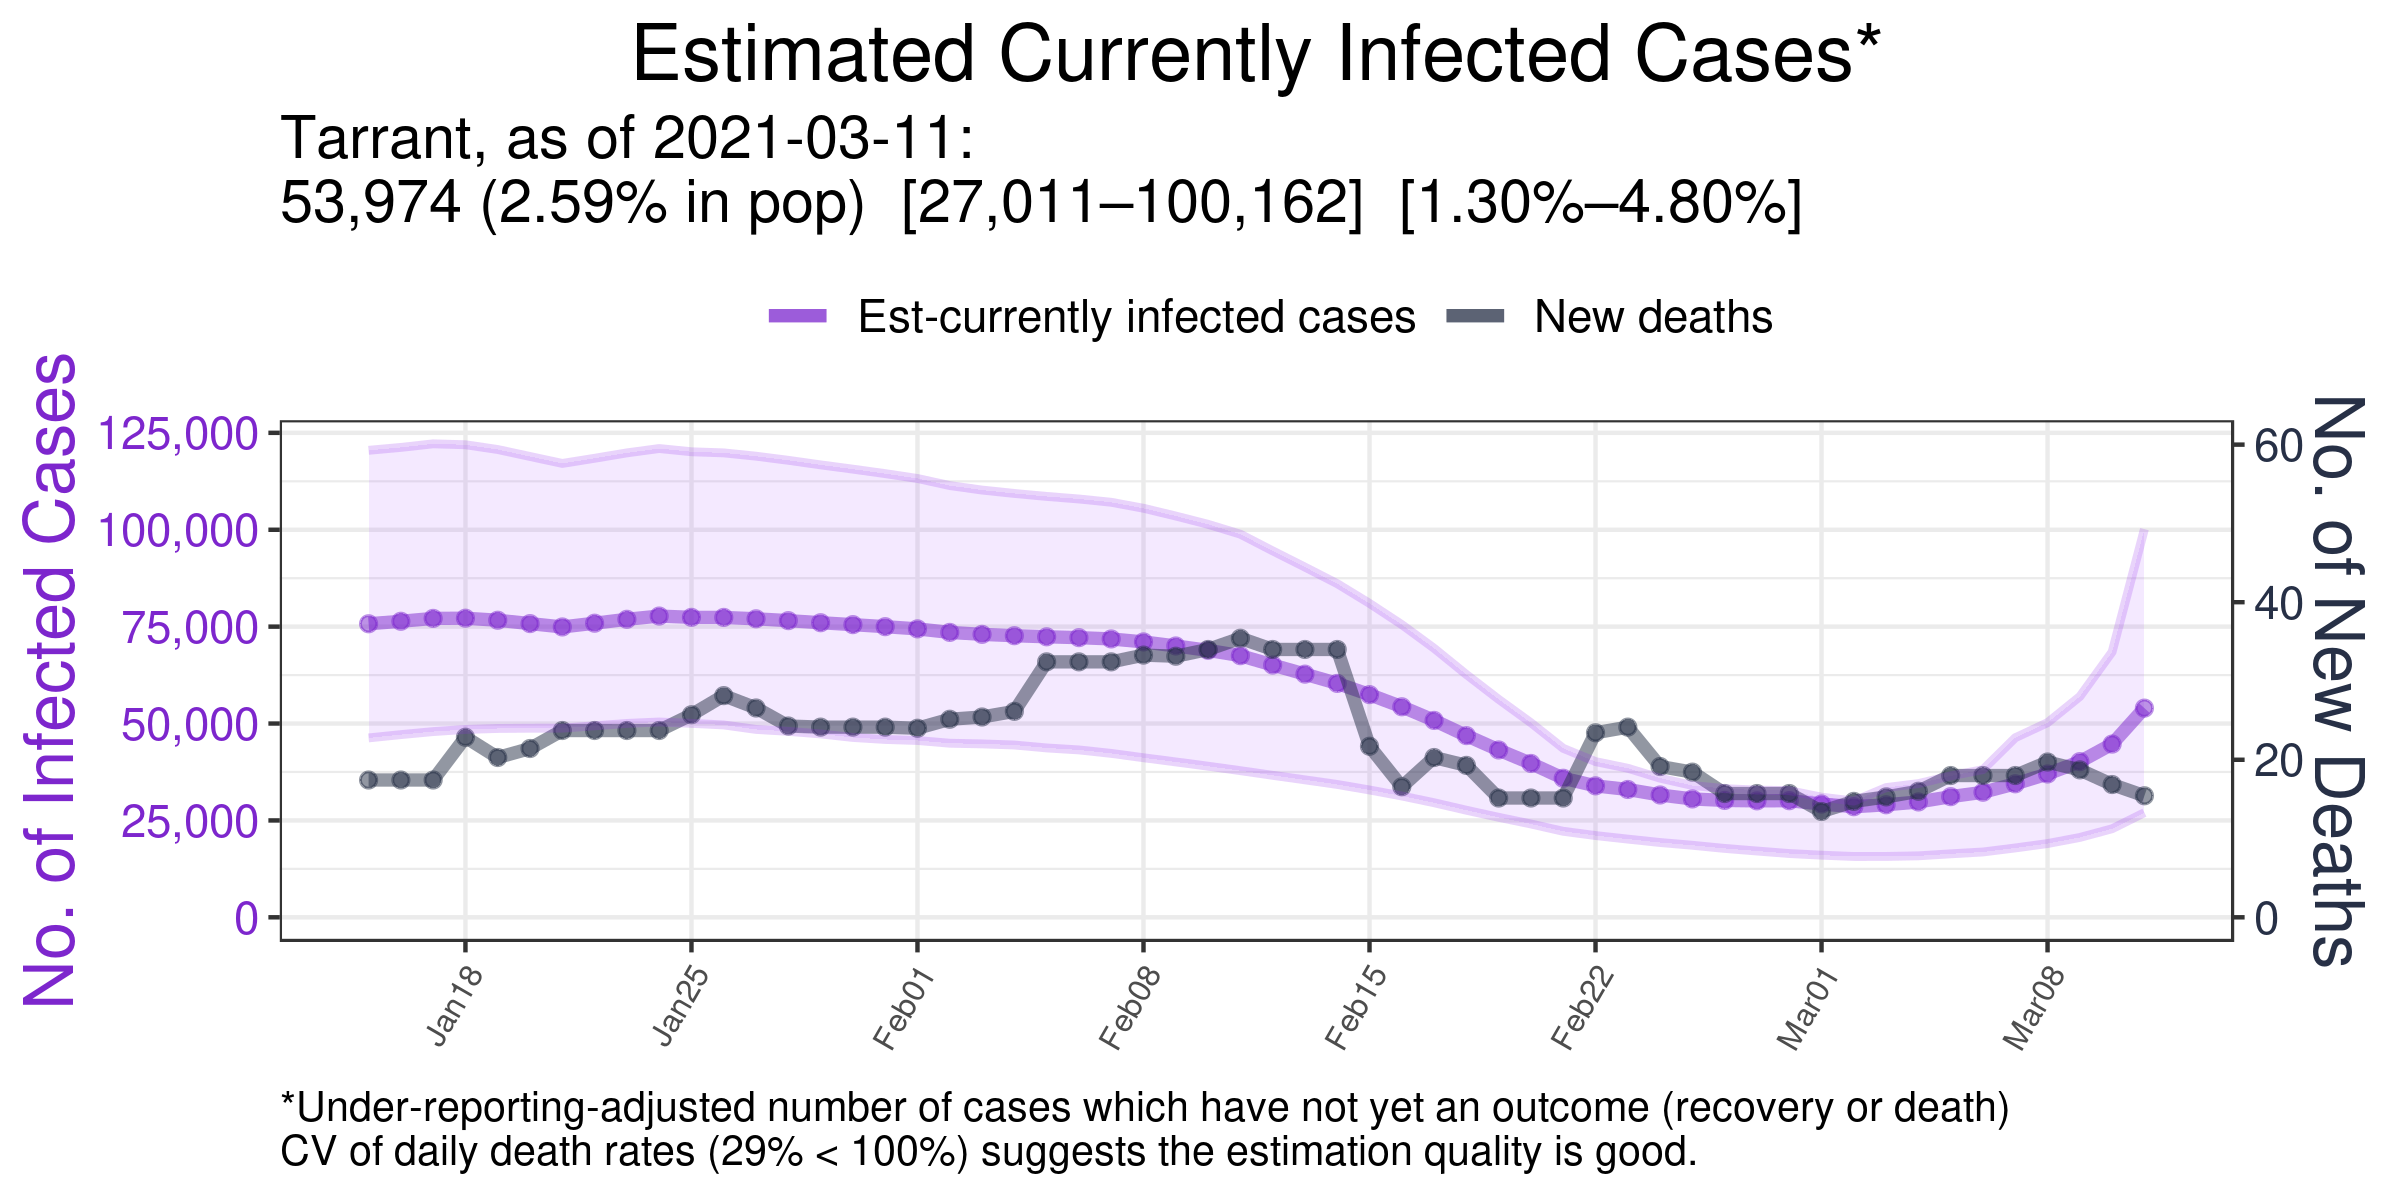 Estimated Currently Infected Cases*
Tarrant, as of 2021-03-11:
53,974 (2.59% in pop)  [27,011–100,162]  [1.30%–4.80%]
Est-currently infected cases
New deaths
No. of Infected Cases
125,000
100,000
75,000
50,000
25,000
0
60
40
20
0
No. of New Deaths
Jan18
Jan25
Feb01
Feb08
Feb15
Feb22
Mar01
Mar08
*Under-reporting-adjusted number of cases which have not yet an outcome (recovery or death)
CV of daily death rates (29% < 100%) suggests the estimation quality is good.